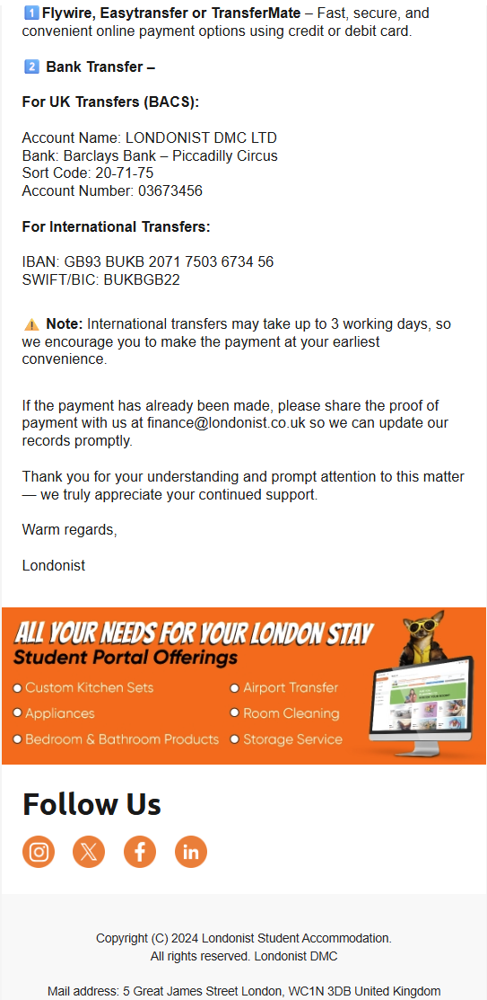 1 Flywire, Easytransfer or TransferMate – Fast, secure, and
convenient online payment options using credit or debit card.
2 Bank Transfer –
For UK Transfers (BACS):
Account Name: LONDONIST DMC LTD
Bank: Barclays Bank – Piccadilly Circus
Sort Code: 20-71-75
Account Number: 03673456
For International Transfers:
IBAN: GB93 BUKB 2071 7503 6734 56
SWIFT/BIC: BUKBGB22
⚠️ Note: International transfers may take up to 3 working days, so
we encourage you to make the payment at your earliest
convenience.
If the payment has already been made, please share the proof of
payment with us at finance@londonist.co.uk so we can update our
records promptly.
Thank you for your understanding and prompt attention to this matter
— we truly appreciate your continued support.
Warm regards,
Londonist
ALL YOUR NEEDS FOR YOUR LONDON STAY
Student Portal Offerings
Custom Kitchen Sets
Appliances
Bedroom & Bathroom Products
Airport Transfer
Room Cleaning
Storage Service
Follow Us
Copyright (C) 2024 Londonist Student Accommodation.
All rights reserved. Londonist DMC
Mail address: 5 Great James Street London, WC1N 3DB United Kingdom